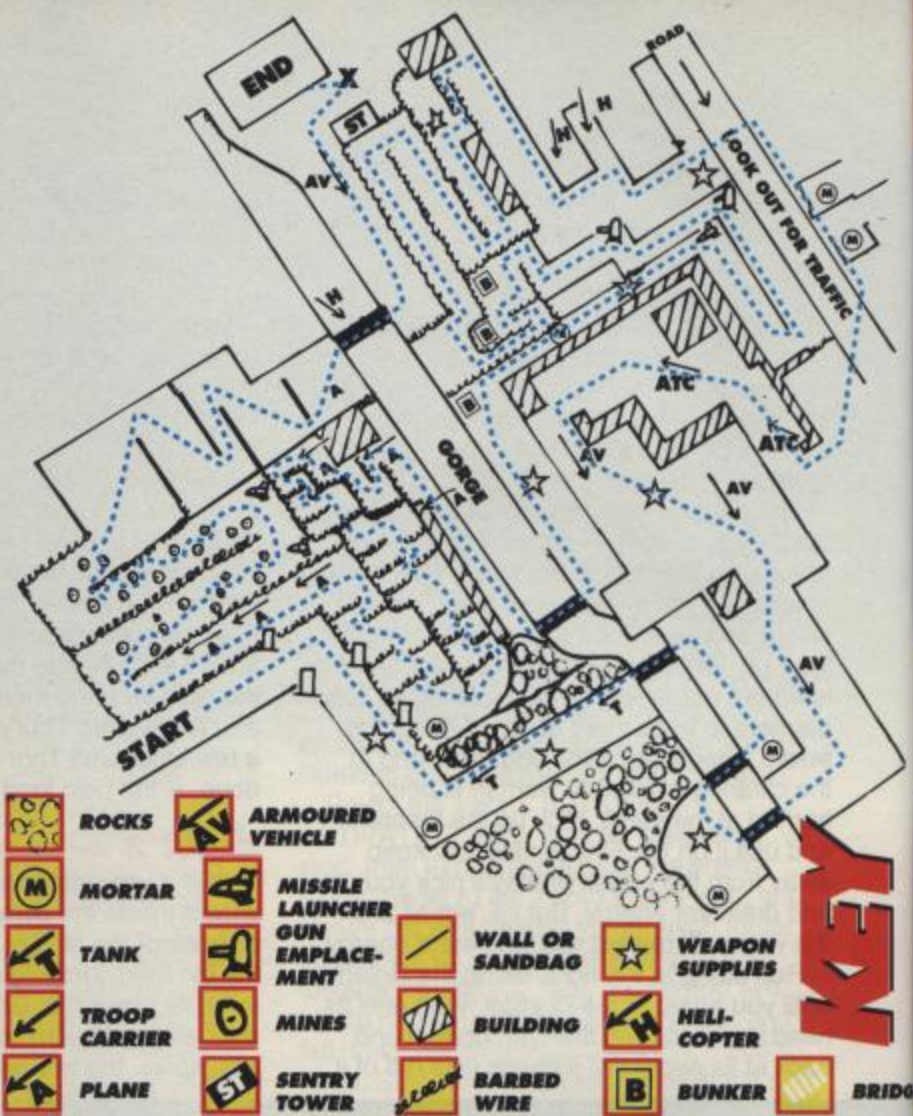 END
ROAD
ST
H
H
LOOK OUT FOR TRAFFIC
AV
M
M
B
H
B
ATC
A
B
ATC
GORGE
AV
A
A
A
AV
A
A
A
A
AV
T
START
M
M
T
M
M
KEY
ROCKS
AV
ARMOURED
VEHICLE
M
MORTAR
MISSILE
LAUNCHER
T
TANK
GUN
EMPLACE-
MENT
WALL OR
SANDBAG
WEAPON
SUPPLIES
TROOP
CARRIER
MINES
BUILDING
H
HELI-
COPTER
A
PLANE
ST
SENTRY
TOWER
BARBED
WIRE
B
BUNKER
BRIDG